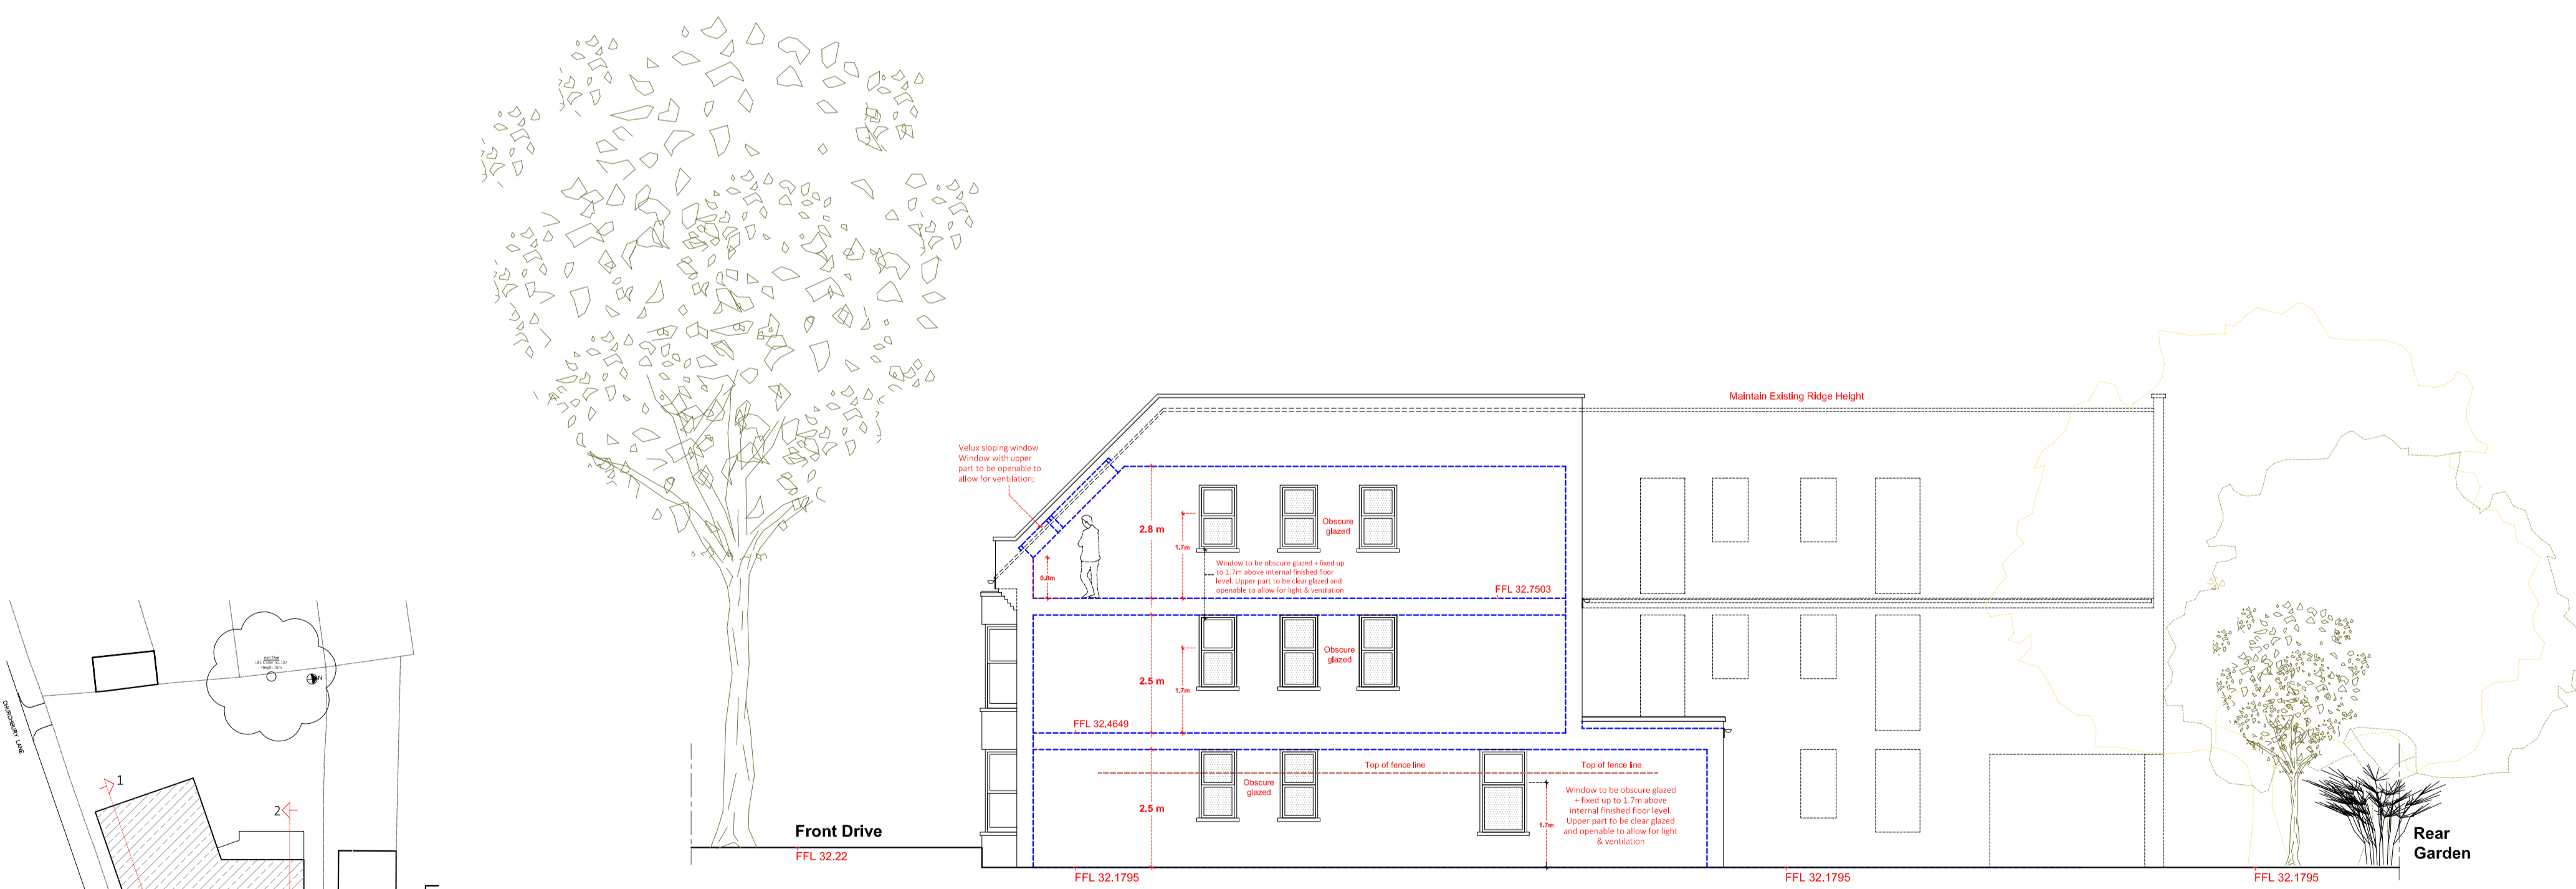 Maintain Existing Ridge Height
Velux sloping window
Window with upper
part to be openable to
allow for ventilation;
2.8 m
1.7m
0.8m
Obscure
glazed
Window to be obscure glazed + fixed up
to 1.7m above internal finished floor
level. Upper part to be clear glazed and
openable to allow for light & ventilation
FFL 32.7503
2.5 m
1.7m
Obscure
glazed
FFL 32.4649
Top of fence line
Top of fence line
Obscure
glazed
2.5 m
1.7m
Window to be obscure glazed
+ fixed up to 1.7m above
internal finished floor level.
Upper part to be clear glazed
and openable to allow for light
& ventilation
Front Drive
FFL 32.22
FFL 32.1795
FFL 32.1795
FFL 32.1795
Rear
Garden
Ash Tree
Height 16m
N
CHURCHBURY LANE
1
2